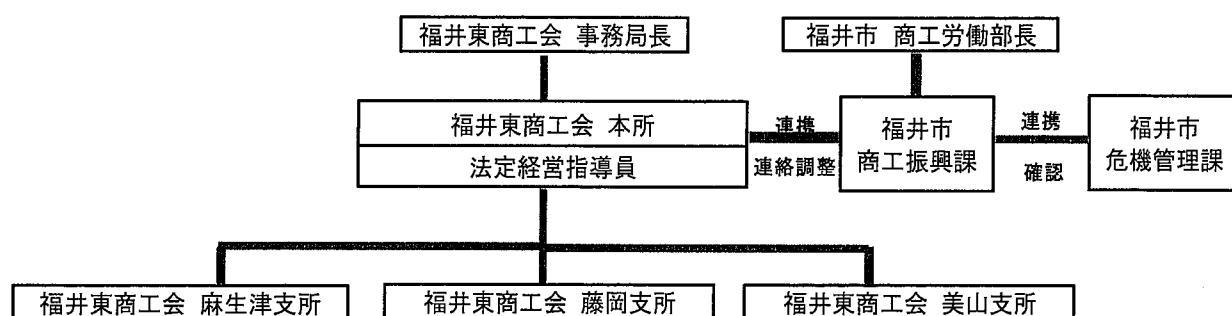 福井東商工会 事務局長
福井市 商工労働部長
福井東商工会 本所
法定経営指導員
連携
連絡調整
福井市
商工振興課
連携
確認
福井市
危機管理課
福井東商工会 麻生津支所
福井東商工会 藤岡支所
福井東商工会 美山支所